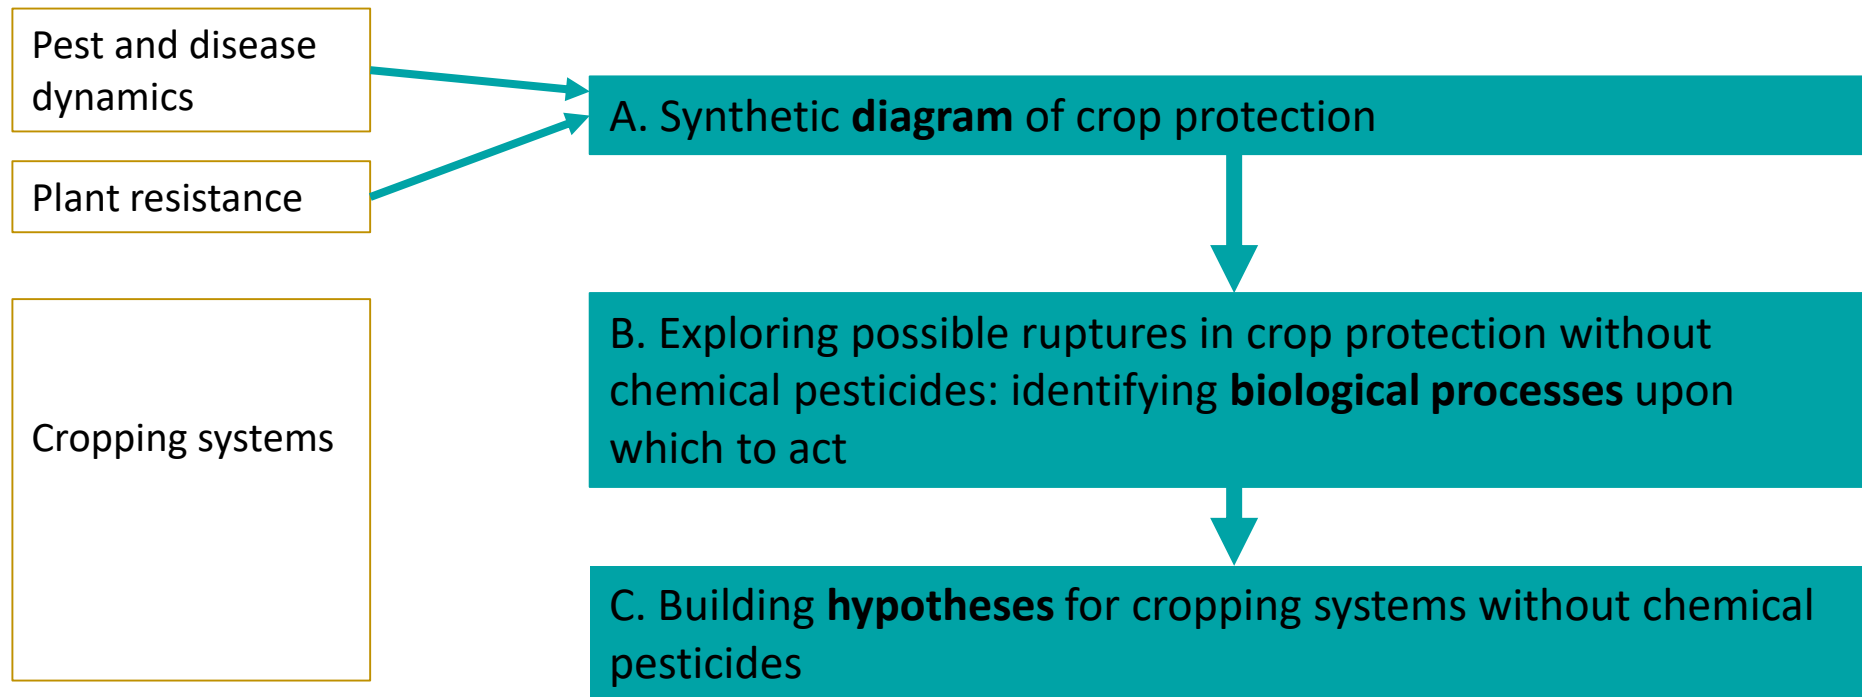 Pest and disease
dynamics
A. Synthetic diagram of crop protection
Plant resistance
B. Exploring possible ruptures in crop protection without
chemical pesticides: identifying biological processes upon
which to act
Cropping systems
C. Building hypotheses for cropping systems without chemical
pesticides